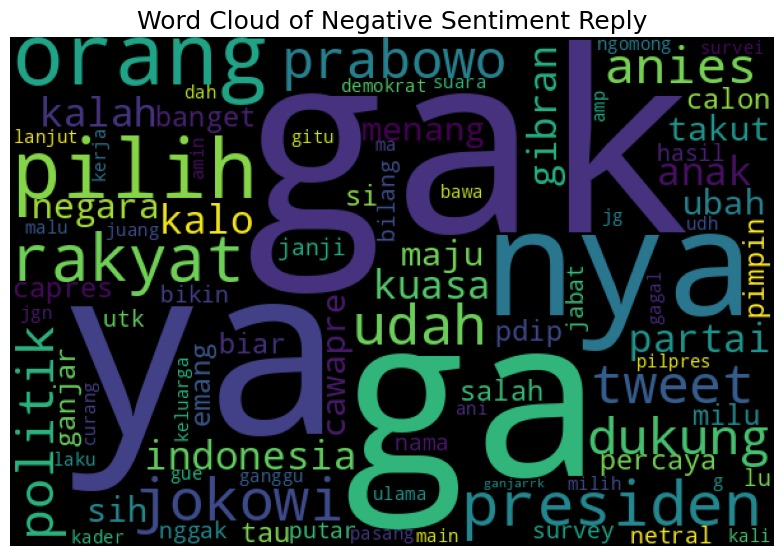 Word Cloud of Negative Sentiment Reply
orang
prabowo
gak
ngomong
survei
anies
demokrat
suara
dah
kalah
banget
menang
gibran
amp
calon
lanjut
kerja
amin
gitu
ma
takut
pilih
hasil
anak
negara
kalo
si
bilang
bawa
ubah
malu
juang
jg
udh
rakyat
janji
maju
nya
pimpin
capres
bikin
kuasa
jabat
gagal
jgn
utk
ya
cawapre
udah
pdip
partai
politik
ganjar
curang
keluarga
emang
biar
ga
pilpres
salah
tweet
milu
nama
ani
dukung
laku
indonesia
percaya
gue
ganggu
ulama
ganjarrk
milih
g
lu
sih
jokowi
presiden
kader
nggak
tau
putar
pasang
main
survey
netral
kali